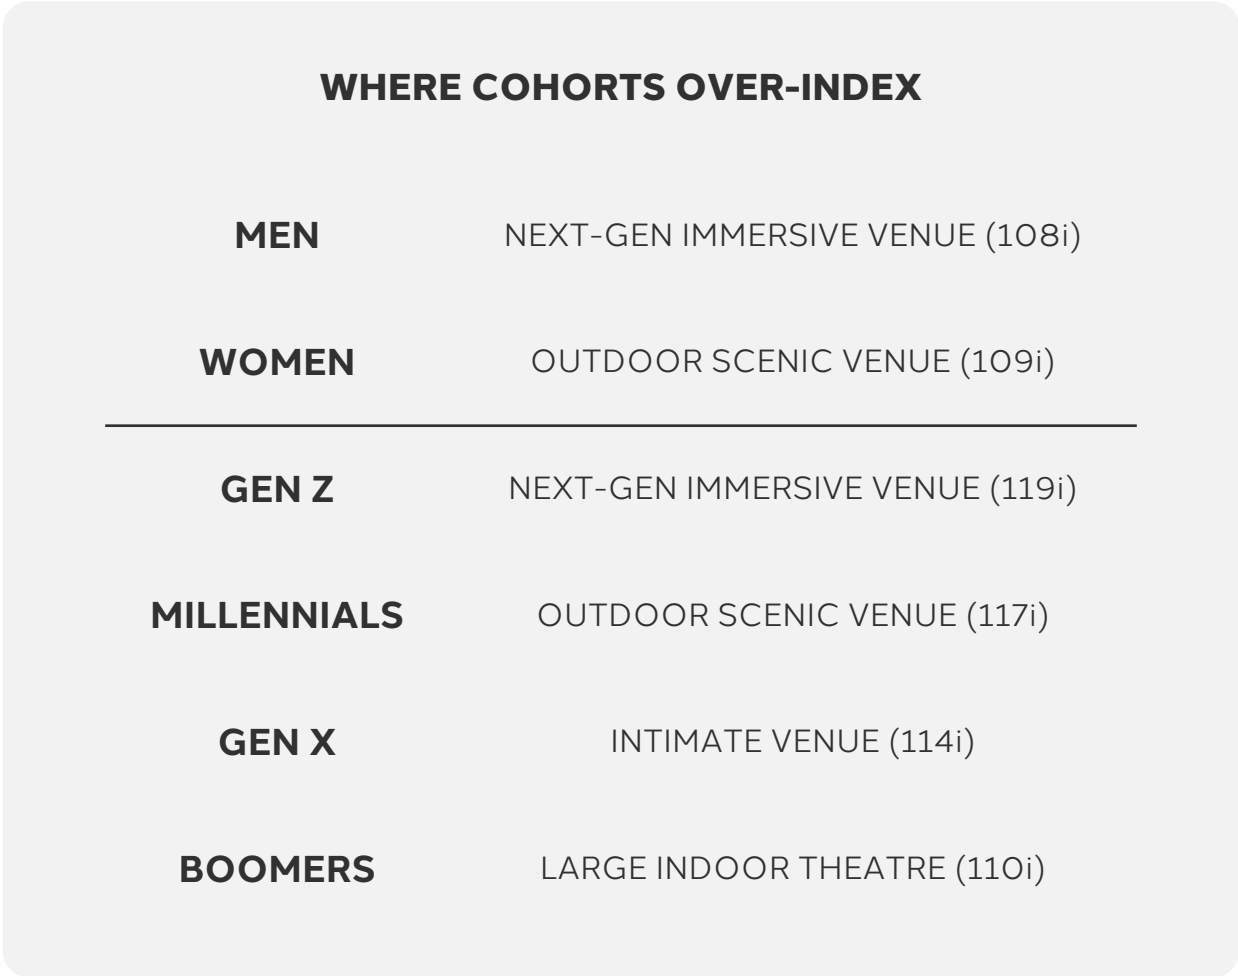 WHERE COHORTS OVER-INDEX
MEN NEXT-GEN IMMERSIVE VENUE (108i)
WOMEN OUTDOOR SCENIC VENUE (109i)
GEN Z NEXT-GEN IMMERSIVE VENUE (119i)
MILLENNIALS OUTDOOR SCENIC VENUE (117i)
GEN X INTIMATE VENUE (114i)
BOOMERS LARGE INDOOR THEATRE (110i)